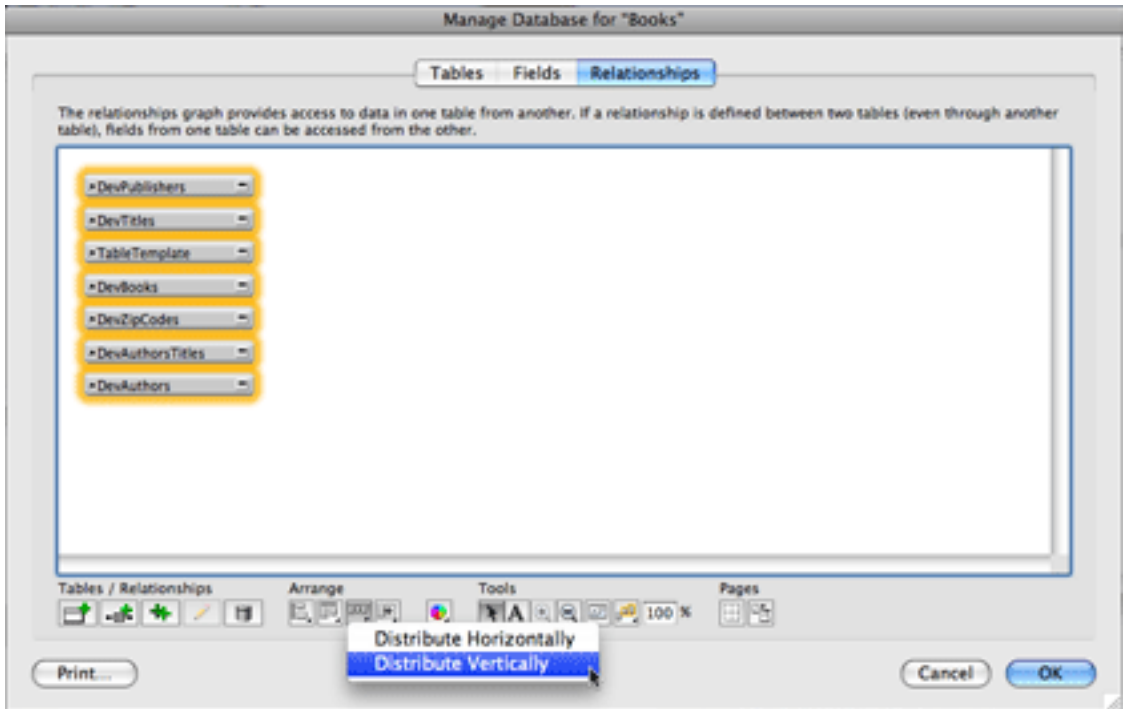 Manage Database for "Books"
Tables Fields Relationships
The relationships graph provides access to data in one table from another. If a relationship is defined between two tables (even through another
table), fields from one table can be accessed from the other.
DevPublishers
DevTitles
TableTemplate
DevBooks
DevZipCodes
DevAuthorsTitles
DevAuthors
Tables / Relationships Arrange Tools Pages
A 100 %
Distribute Horizontally
Distribute Vertically
Print... Cancel OK